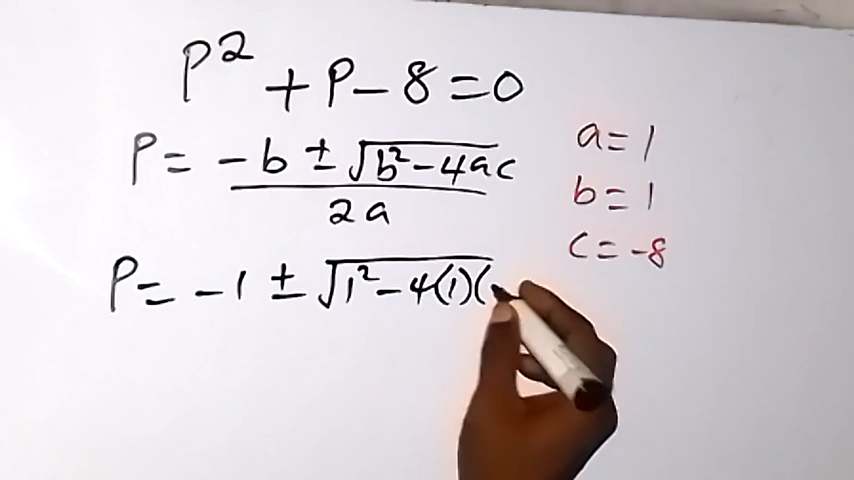 P² + P - 8 = 0
P = -b ± √b² - 4ac
2a
a = 1
b = 1
c = -8
P = -1 ± √1² - 4(1)(